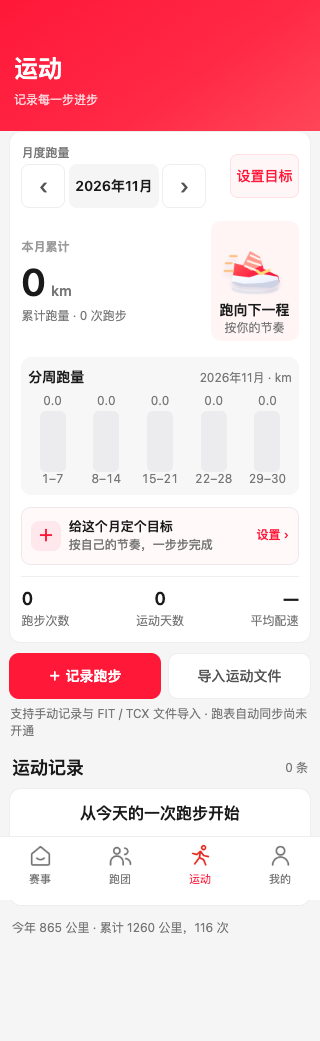 运动
记录每一步进步
月度跑量
‹ 2026年11月 ›
设置目标
本月累计
0 km
累计跑量 · 0 次跑步
跑向下一程
按你的节奏
分周跑量 2026年11月 · km
0.0 0.0 0.0 0.0 0.0
1–7 8–14 15–21 22–28 29–30
+ 给这个月定个目标
按自己的节奏，一步步完成
设置 ›
0 0 —
跑步次数 运动天数 平均配速
+ 记录跑步 导入运动文件
支持手动记录与 FIT / TCX 文件导入 · 跑表自动同步尚未
开通
运动记录 0 条
从今天的一次跑步开始
赛事 跑团 运动 我的
今年 865 公里 · 累计 1260 公里，116 次